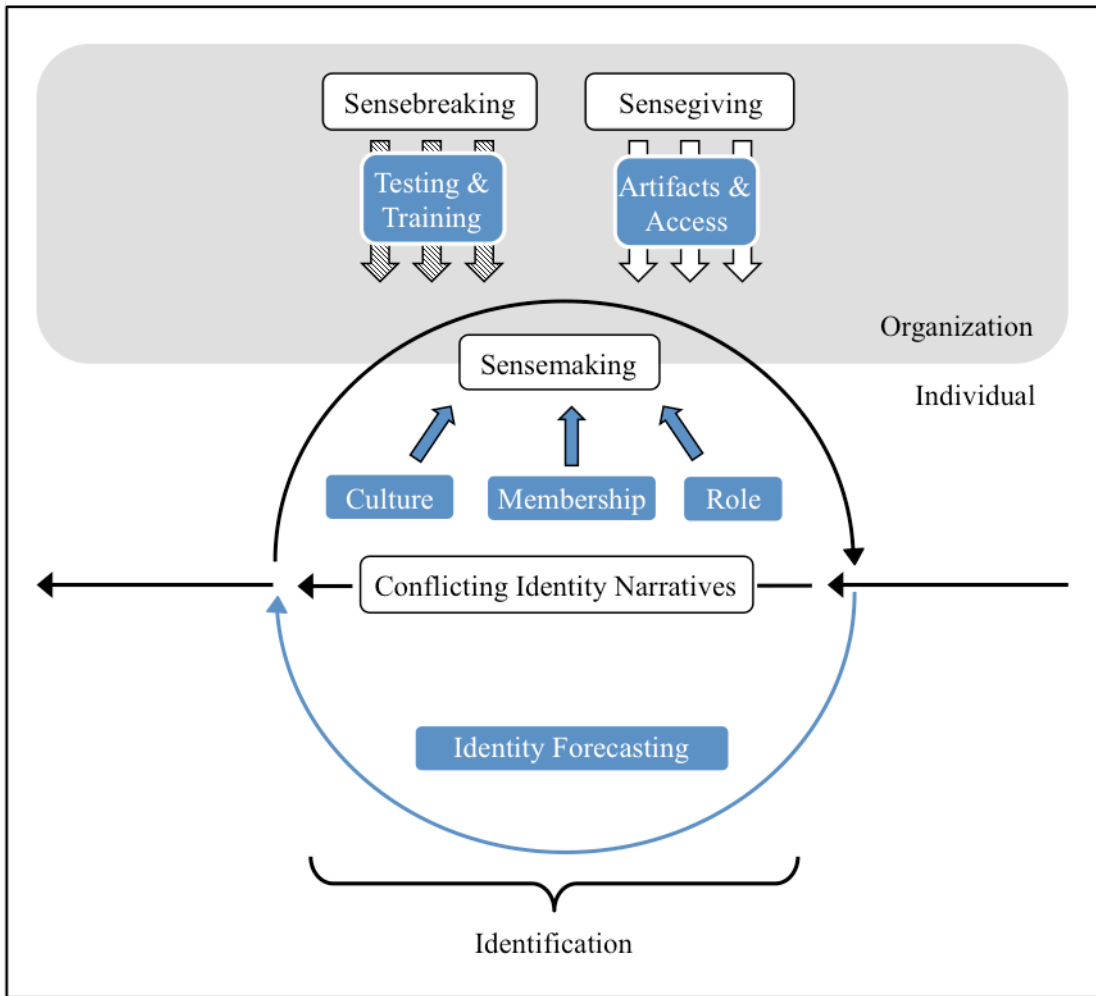 Sensebreaking
Sensegiving
Testing &
Training
Artifacts &
Access
Organization
Sensemaking
Individual
Culture
Membership
Role
Conflicting Identity Narratives
Identity Forecasting
Identification